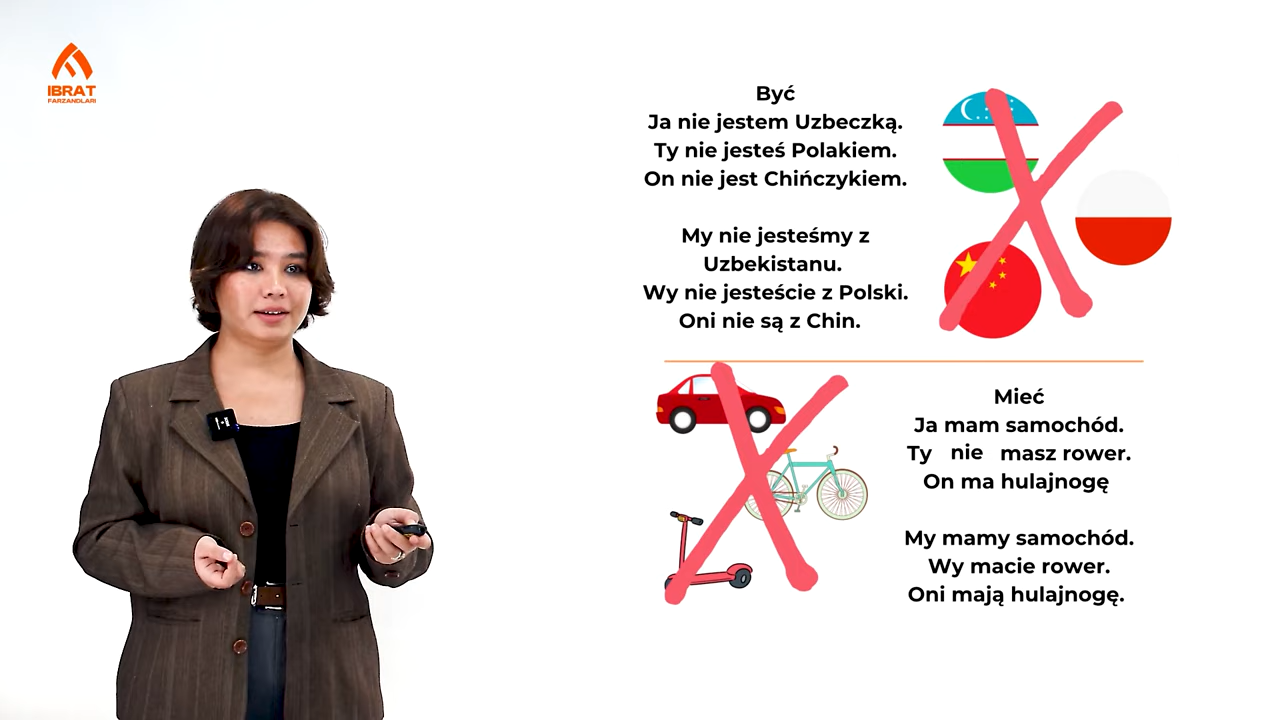 IBRAT
FARZANDLARI
Być
Ja nie jestem Uzbeczką.
Ty nie jesteś Polakiem.
On nie jest Chińczykiem.
My nie jesteśmy z
Uzbekistanu.
Wy nie jesteście z Polski.
Oni nie są z Chin.
Mieć
Ja mam samochód.
Ty nie masz rower.
On ma hulajnogę
My mamy samochód.
Wy macie rower.
Oni mają hulajnogę.